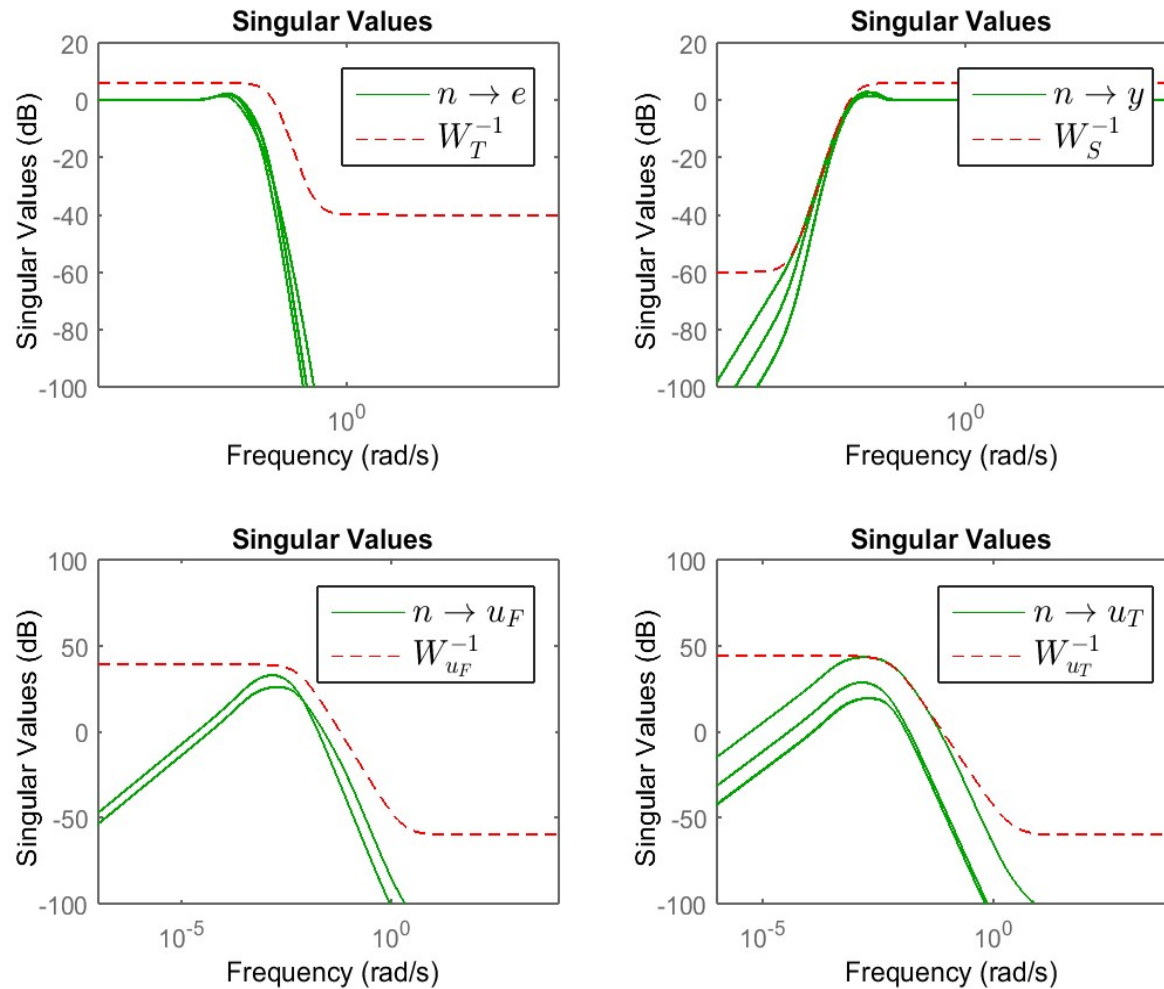 Singular Values
20
0
-20
-40
-60
-80
-100
Singular Values (dB)
n → e
W_T^{-1}
10^0
Frequency (rad/s)
Singular Values
20
0
-20
-40
-60
-80
-100
Singular Values (dB)
n → y
W_S^{-1}
10^0
Frequency (rad/s)
Singular Values
100
50
0
-50
-100
Singular Values (dB)
n → u_F
W_{u_F}^{-1}
10^{-5}
10^0
Frequency (rad/s)
Singular Values
100
50
0
-50
-100
Singular Values (dB)
n → u_T
W_{u_T}^{-1}
10^{-5}
10^0
Frequency (rad/s)